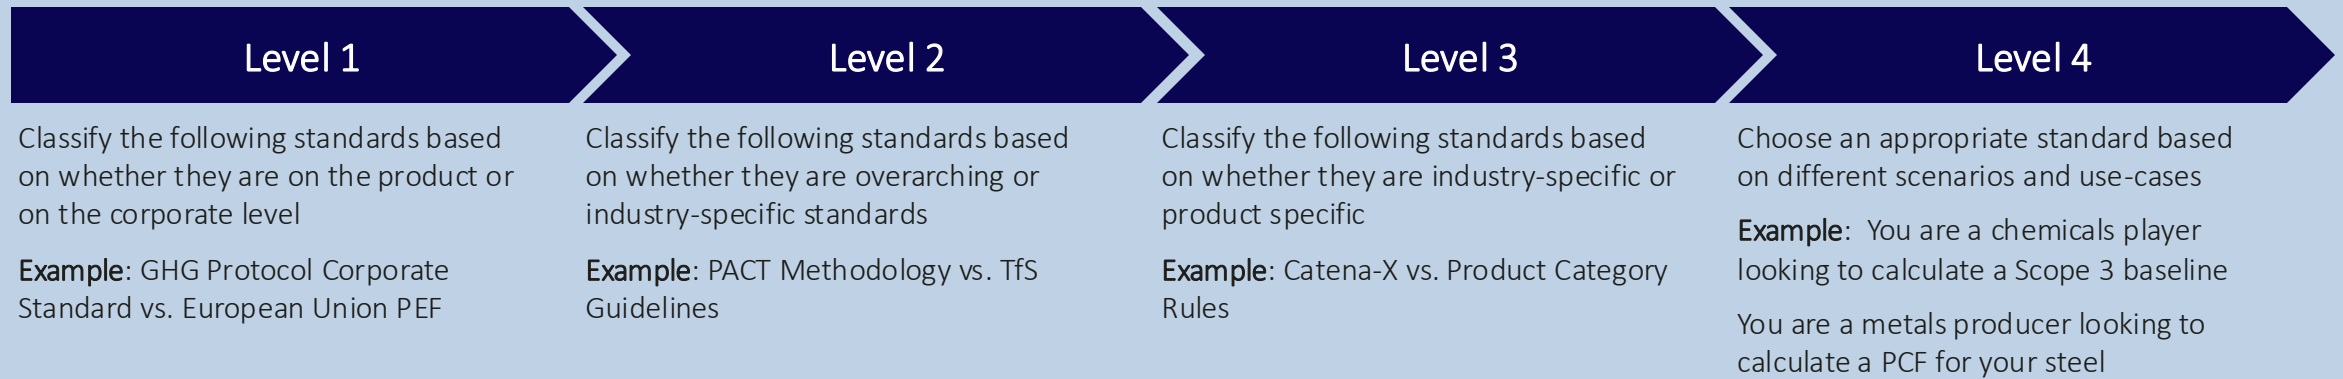 Level 1
Level 2
Level 3
Level 4
Classify the following standards based
on whether they are on the product or
on the corporate level
Example: GHG Protocol Corporate
Standard vs. European Union PEF
Classify the following standards based
on whether they are overarching or
industry-specific standards
Example: PACT Methodology vs. TfS
Guidelines
Classify the following standards based
on whether they are industry-specific or
product specific
Example: Catena-X vs. Product Category
Rules
Choose an appropriate standard based
on different scenarios and use-cases
Example:  You are a chemicals player
looking to calculate a Scope 3 baseline
You are a metals producer looking to
calculate a PCF for your steel